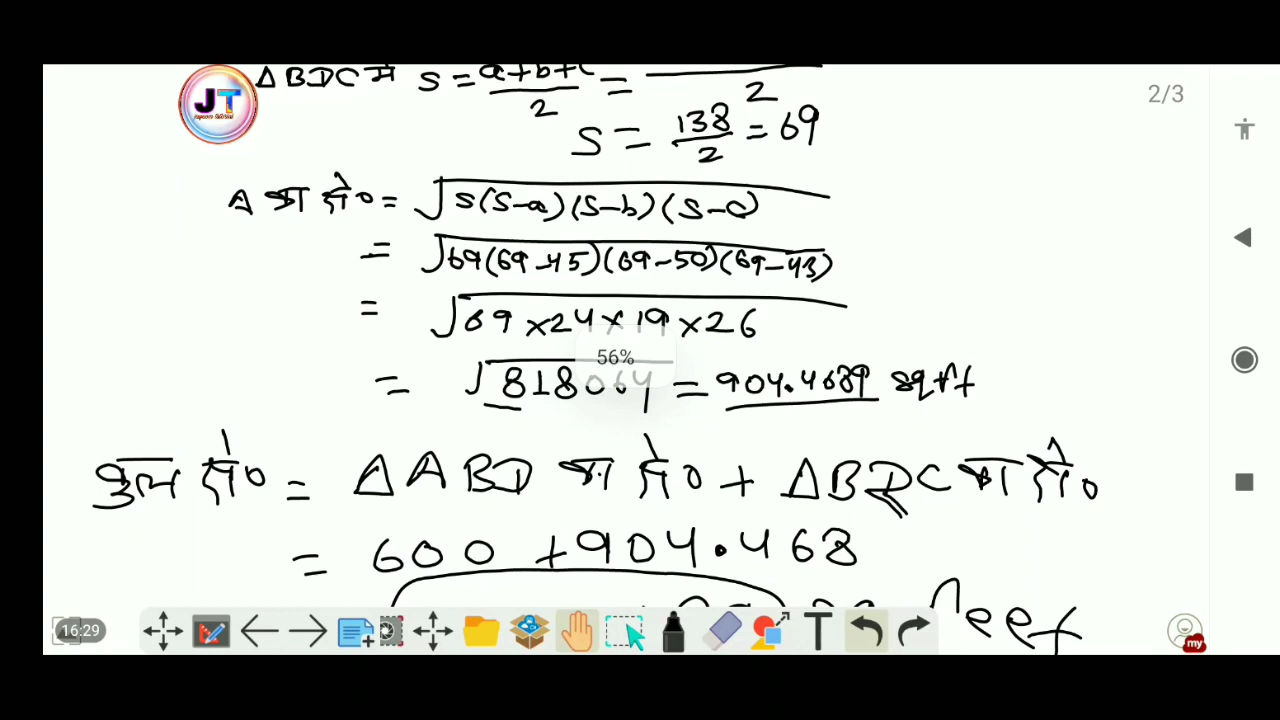 ΔBDC में S = a+b+c/2 = /2
2/3
JT
S = 138/2 = 69
Δ का क्षे० = √s(s-a)(s-b)(s-c)
= √69(69-45)(69-50)(69-43)
= √69×24×19×26
56%
= √818064 = 904.4689 sqft
कुल क्षे० = ΔABD का क्षे० + ΔBDC का क्षे०
= 600 + 904.468
feet
16:29
T
my